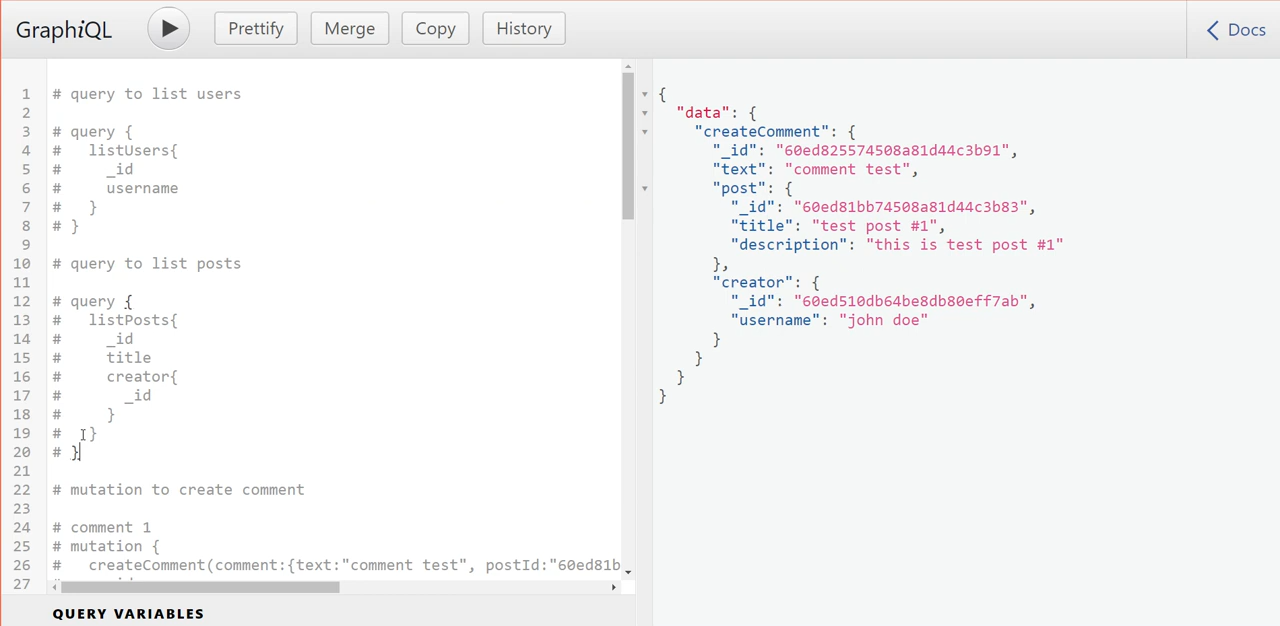 GraphiQL Prettify Merge Copy History Docs
1 # query to list users
2
3 # query {
4 #   listUsers{
5 #     _id
6 #     username
7 #   }
8 # }
9
10 # query to list posts
11
12 # query {
13 #   listPosts{
14 #     _id
15 #     title
16 #     creator{
17 #       _id
18 #     }
19 #   }
20 # }
21
22 # mutation to create comment
23
24 # comment 1
25 # mutation {
26 #   createComment(comment:{text:"comment test", postId:"60ed81b
27
QUERY VARIABLES
{
  "data": {
    "createComment": {
      "_id": "60ed825574508a81d44c3b91",
      "text": "comment test",
      "post": {
        "_id": "60ed81bb74508a81d44c3b83",
        "title": "test post #1",
        "description": "this is test post #1"
      },
      "creator": {
        "_id": "60ed510db64be8db80eff7ab",
        "username": "john doe"
      }
    }
  }
}